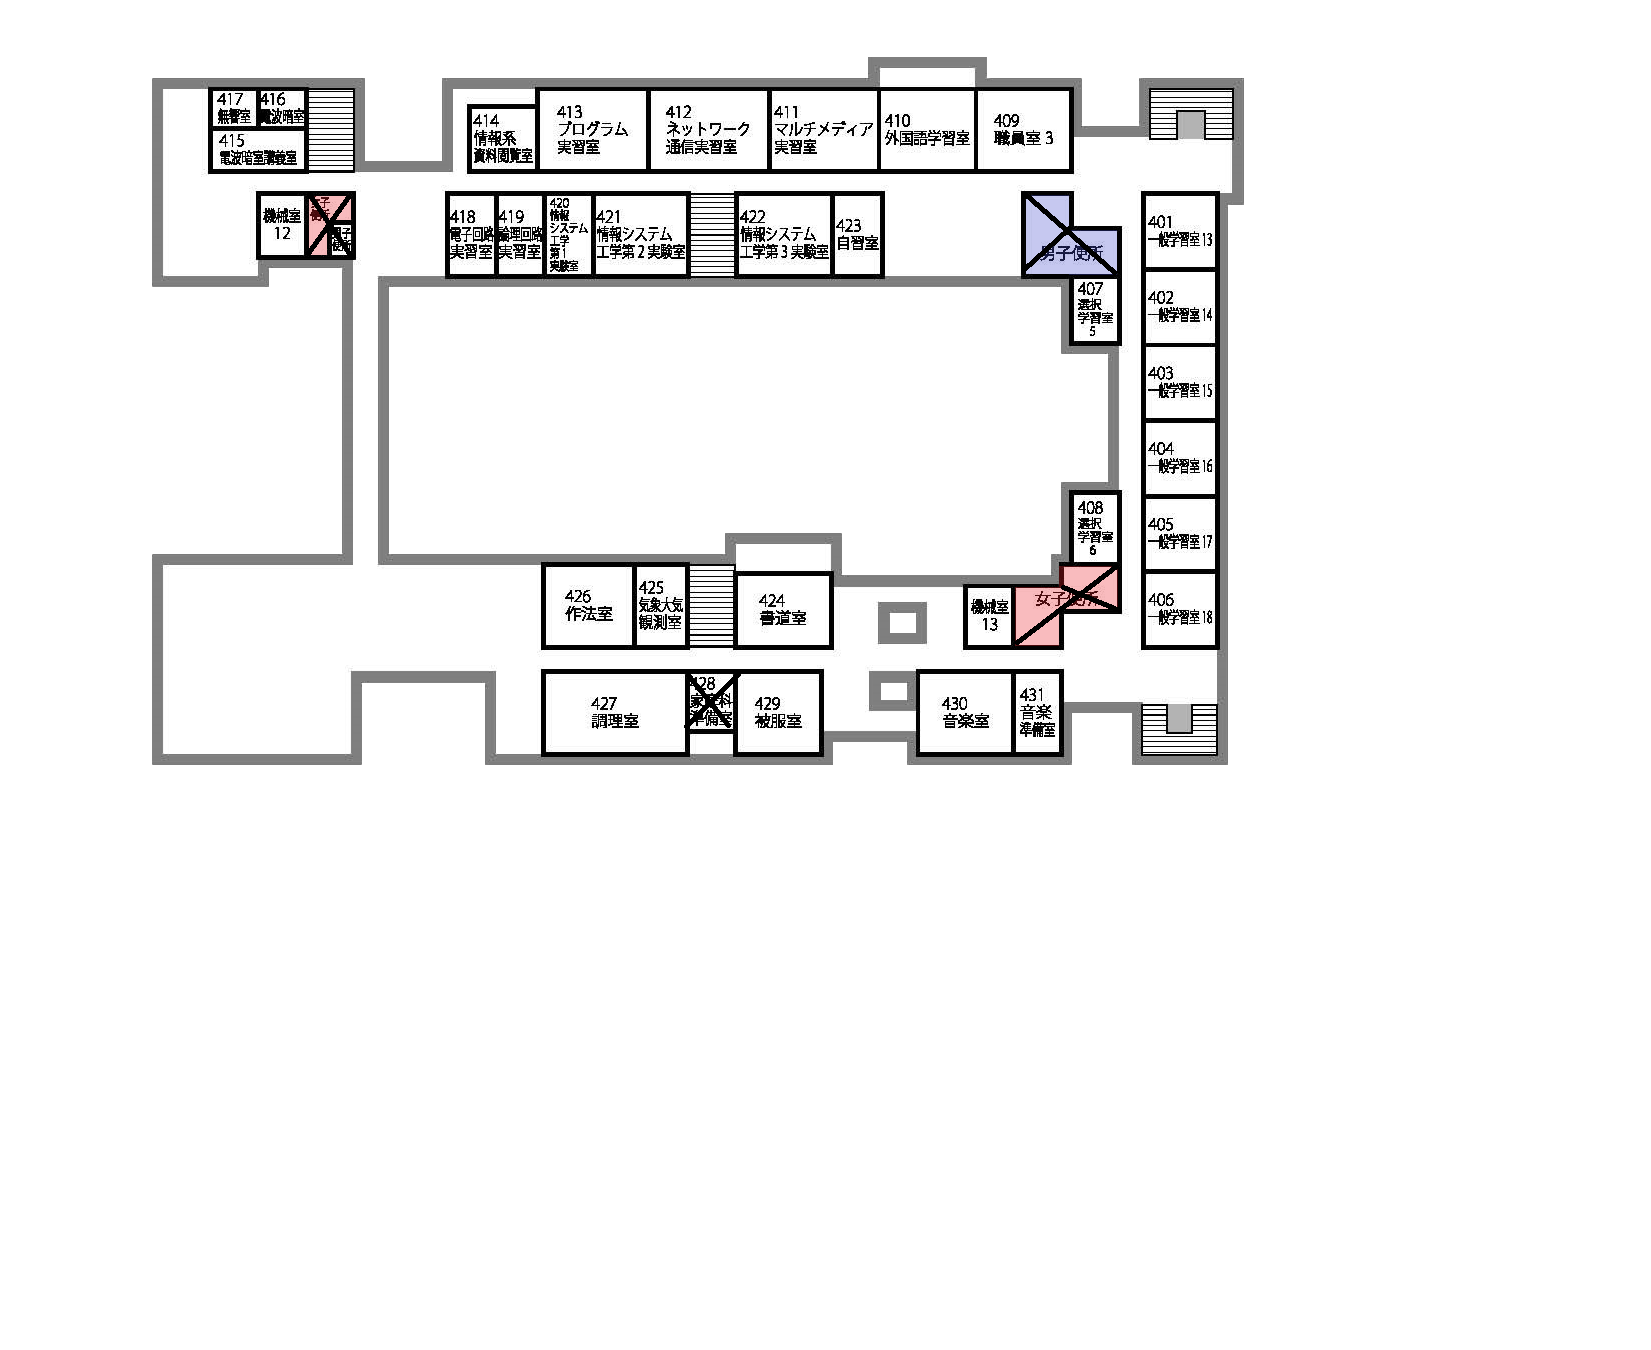 417
無響室
416
電波暗室
415
電波暗室講義室
414
情報系
資料閲覧室
413
プログラム
実習室
412
ネットワーク
通信実習室
411
マルチメディア
実習室
410
外国語学習室
409
職員室 3
機械室
12
女子
便所
男子
便所
418
電子回路
実習室
419
論理回路
実習室
420
情報
システム
工学
第 1
実験室
421
情報システム
工学第 2 実験室
422
情報システム
工学第 3 実験室
423
自習室
男子便所
407
選択
学習室
5
401
一般学習室 13
402
一般学習室 14
403
一般学習室 15
404
一般学習室 16
405
一般学習室 17
406
一般学習室 18
408
選択
学習室
6
女子便所
機械室
13
426
作法室
425
気象大気
観測室
424
書道室
427
調理室
428
家庭科
準備室
429
被服室
430
音楽室
431
音楽
準備室